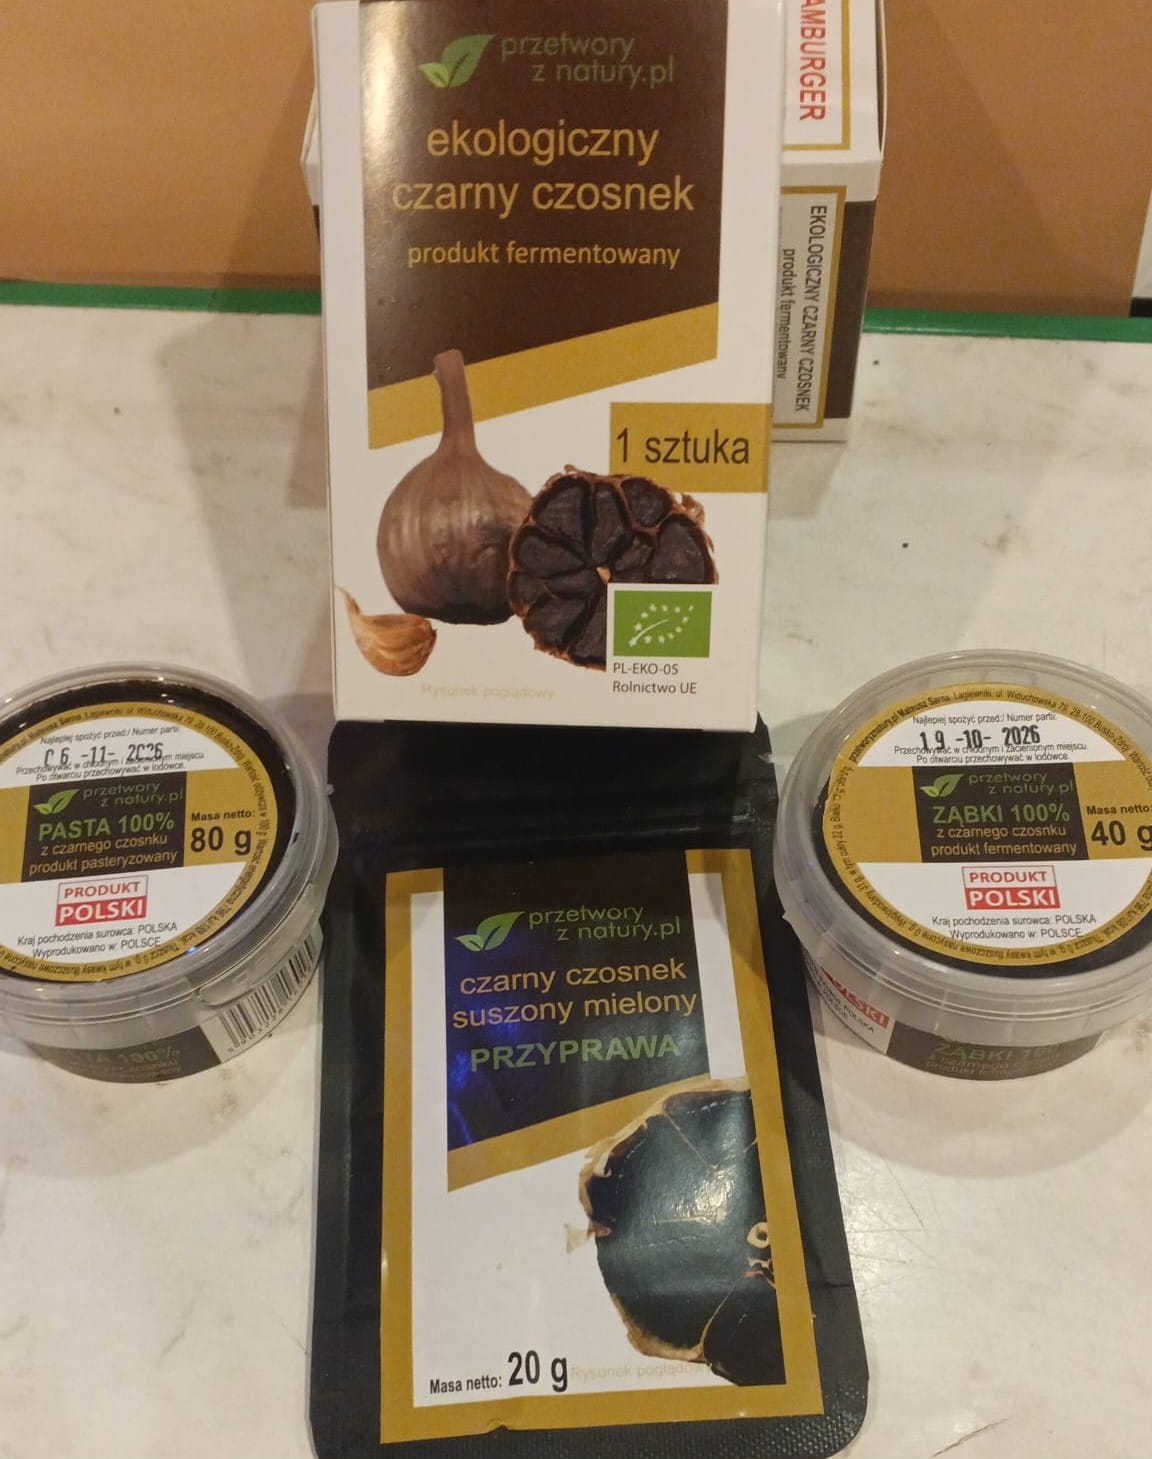 przetwory
z natury.pl
ekologiczny
czarny czosnek
produkt fermentowany
1 sztuka
PL-EKO-05
Rolnictwo UE
Rysunek poglądowy
AMBURGER
EKOLOGICZNY CZARNY CZOSNEK
produkt fermentowany
Najlepiej spożyć przed:/ Numer partii:
06 -11- 2026
Przechowywać w chłodnym i zacienionym miejscu
Po otwarciu przechowywać w lodówce.
przetwory
z natury.pl
PASTA 100%
z czarnego czosnku
produkt pasteryzowany
Masa netto:
80 g
PRODUKT
POLSKI
Kraj pochodzenia surowca: POLSKA
Wyprodukowano w: POLSCE
Najlepiej spożyć przed:/ Numer partii:
19 -10- 2026
Przechowywać w chłodnym i zacienionym miejscu.
Po otwarciu przechowywać w lodówce.
przetwory
z natury.pl
ZĄBKI 100%
z czarnego czosnku
produkt fermentowany
Masa netto:
40 g
PRODUKT
POLSKI
Kraj pochodzenia surowca: POLSKA
Wyprodukowano w: POLSCE
przetwory
z natury.pl
czarny czosnek
suszony mielony
PRZYPRAWA
Masa netto: 20 g
Rysunek poglądowy